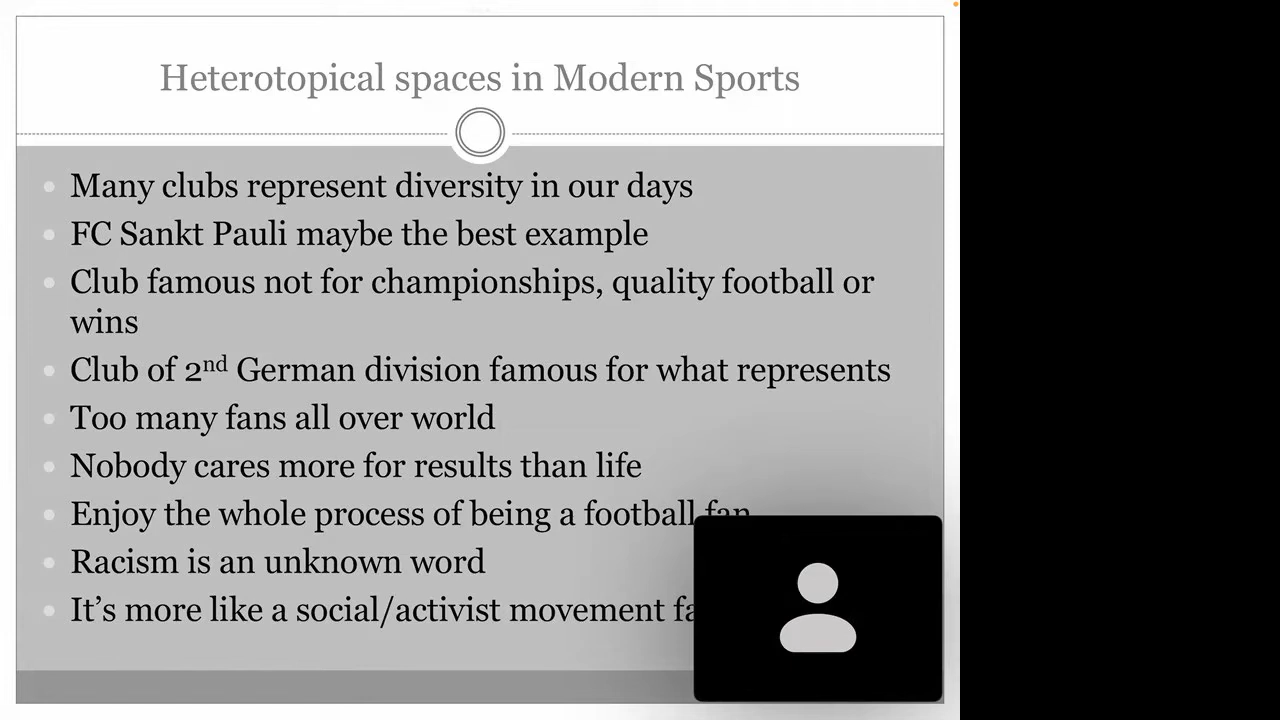 Heterotopical spaces in Modern Sports
Many clubs represent diversity in our days
FC Sankt Pauli maybe the best example
Club famous not for championships, quality football or
wins
Club of 2nd German division famous for what represents
Too many fans all over world
Nobody cares more for results than life
Enjoy the whole process of being a football fan
Racism is an unknown word
It's more like a social/activist movement